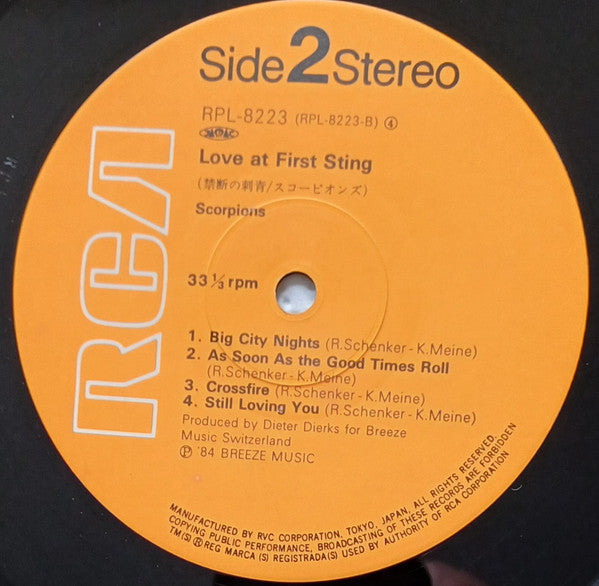 Side 2 Stereo
RPL-8223 (RPL-8223-B) ④
Love at First Sting
(禁断の刺青/スコーピオンズ)
Scorpions
RCA
33 ⅓ rpm
1. Big City Nights (R.Schenker - K.Meine)
2. As Soon As the Good Times Roll
(R.Schenker - K.Meine)
3. Crossfire (R.Schenker - K.Meine)
4. Still Loving You (R.Schenker - K.Meine)
Produced by Dieter Dierks for Breeze
Music Switzerland
Ⓟ '84 BREEZE MUSIC
MANUFACTURED BY RVC CORPORATION, TOKYO, JAPAN, ALL RIGHTS RESERVED.
COPYING PUBLIC PERFORMANCE, BROADCASTING OF THESE RECORDS ARE FORBIDDEN
TM(S) ® REG MARCA (S) REGISTRADA(S) USED BY AUTHORITY OF RCA CORPORATION